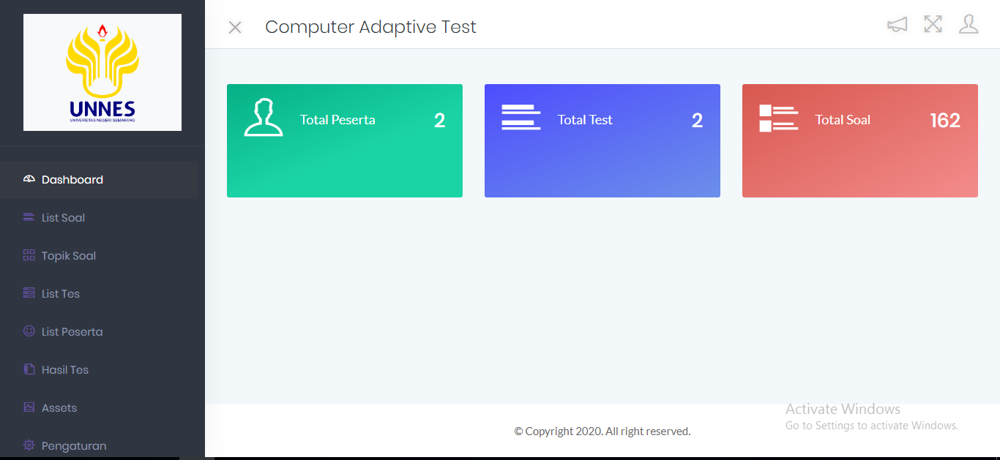 UNNES
UNIVERSITAS NEGERI SEMARANG
Dashboard
List Soal
Topik Soal
List Tes
List Peserta
Hasil Tes
Assets
Pengaturan
Computer Adaptive Test
Total Peserta 2
Total Test 2
Total Soal 162
Activate Windows
Go to Settings to activate Windows.
© Copyright 2020. All right reserved.